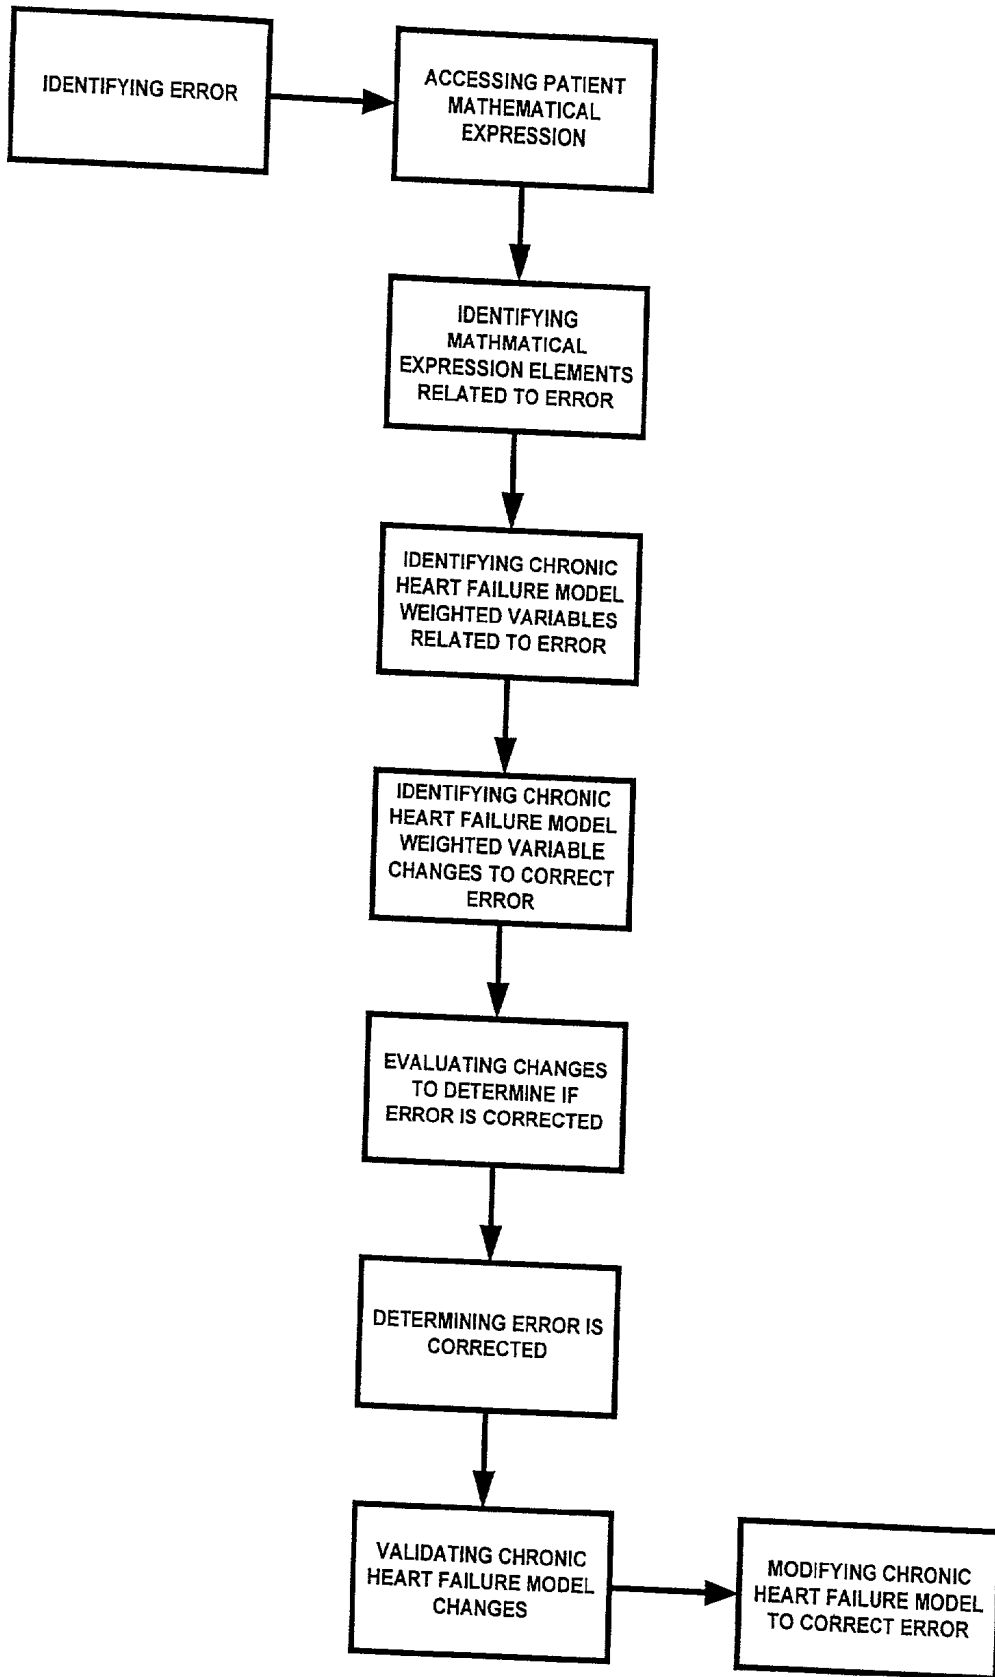 IDENTIFYING ERROR
ACCESSING PATIENT
MATHEMATICAL
EXPRESSION
IDENTIFYING
MATHMATICAL
EXPRESSION ELEMENTS
RELATED TO ERROR
IDENTIFYING CHRONIC
HEART FAILURE MODEL
WEIGHTED VARIABLES
RELATED TO ERROR
IDENTIFYING CHRONIC
HEART FAILURE MODEL
WEIGHTED VARIABLE
CHANGES TO CORRECT
ERROR
EVALUATING CHANGES
TO DETERMINE IF
ERROR IS CORRECTED
DETERMINING ERROR IS
CORRECTED
VALIDATING CHRONIC
HEART FAILURE MODEL
CHANGES
MODIFYING CHRONIC
HEART FAILURE MODEL
TO CORRECT ERROR